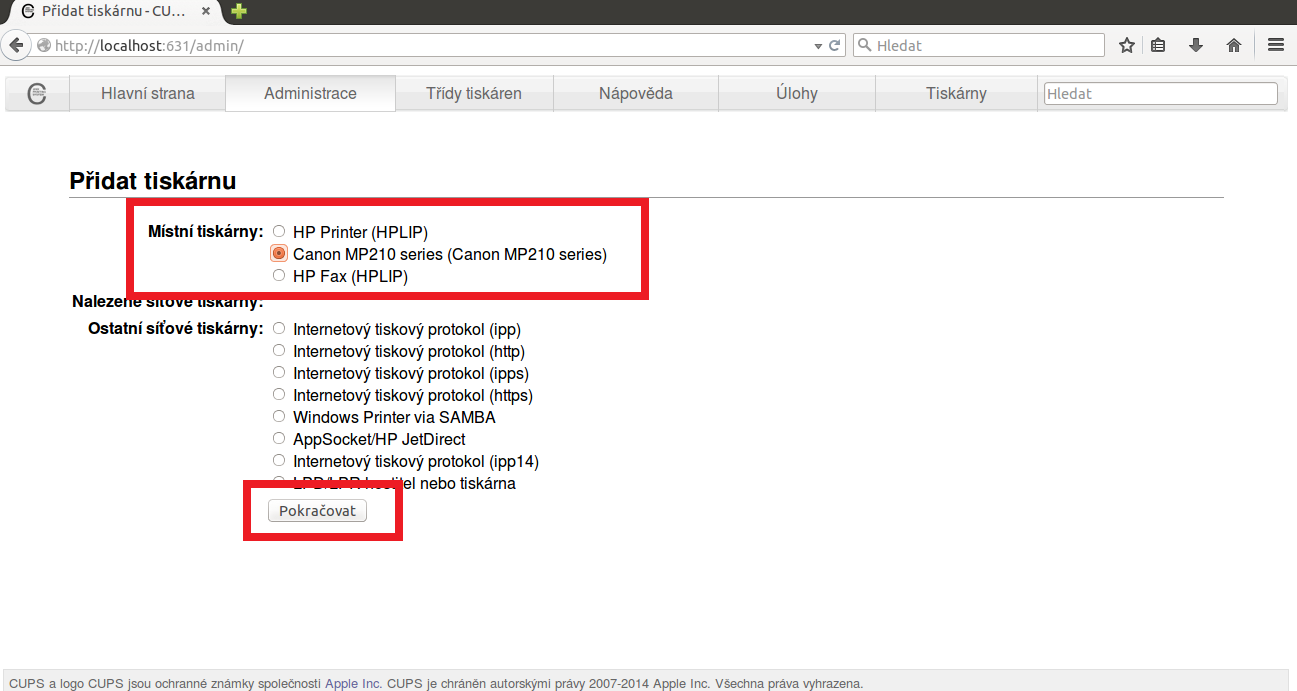 Přidat tiskárnu - CU...
http://localhost:631/admin/
Hledat
Hlavní strana
Administrace
Třídy tiskáren
Nápověda
Úlohy
Tiskárny
Hledat
Přidat tiskárnu
Místní tiskárny: HP Printer (HPLIP)
Canon MP210 series (Canon MP210 series)
HP Fax (HPLIP)
Nalezené síťové tiskárny:
Ostatní síťové tiskárny: Internetový tiskový protokol (ipp)
Internetový tiskový protokol (http)
Internetový tiskový protokol (ipps)
Internetový tiskový protokol (https)
Windows Printer via SAMBA
AppSocket/HP JetDirect
Internetový tiskový protokol (ipp14)
LPD/LPR hostitel nebo tiskárna
Pokračovat
CUPS a logo CUPS jsou ochranné známky společnosti Apple Inc. CUPS je chráněn autorskými právy 2007-2014 Apple Inc. Všechna práva vyhrazena.